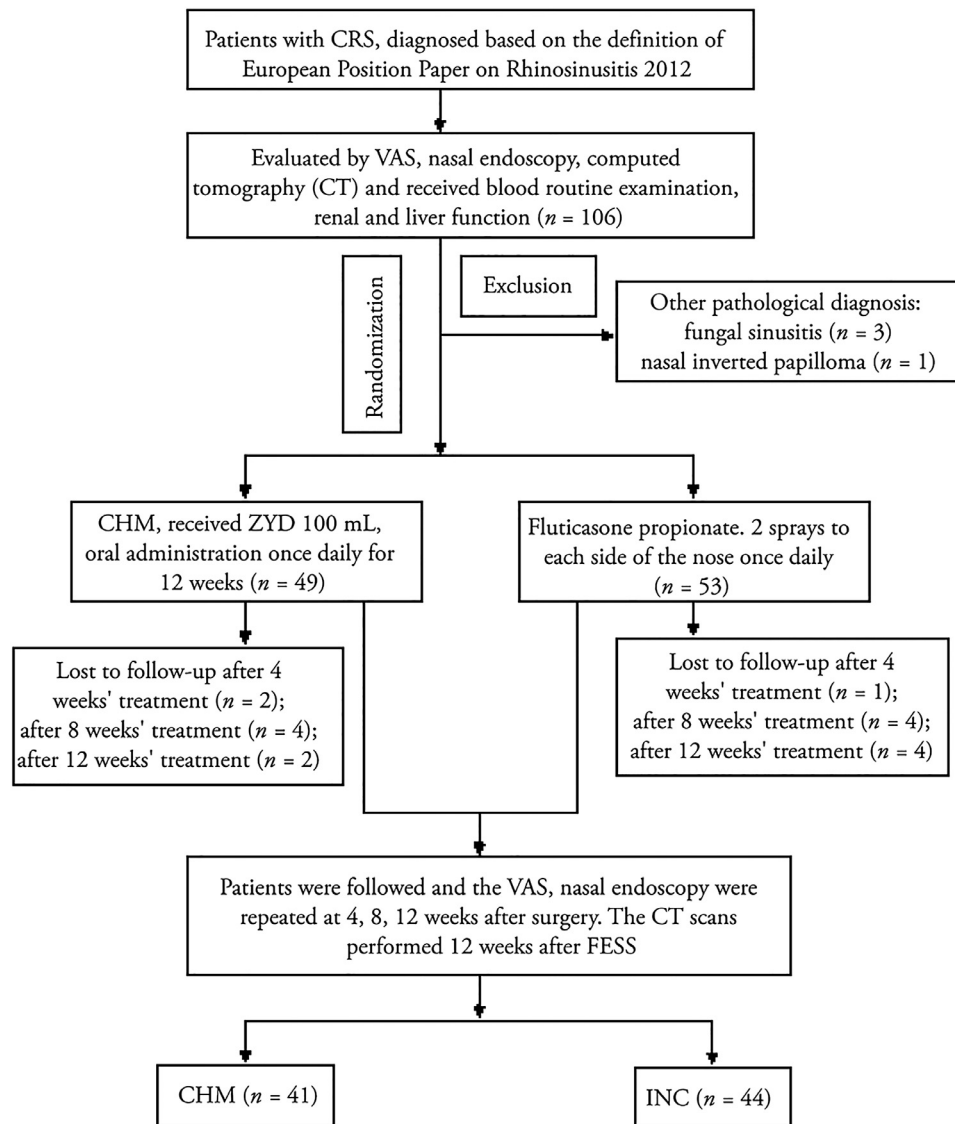 Patients with CRS, diagnosed based on the definition of
European Position Paper on Rhinosinusitis 2012
Evaluated by VAS, nasal endoscopy, computed
tomography (CT) and received blood routine examination,
renal and liver function (n = 106)
Randomization
Exclusion
Other pathological diagnosis:
fungal sinusitis (n = 3)
nasal inverted papilloma (n = 1)
CHM, received ZYD 100 mL,
oral administration once daily for
12 weeks (n = 49)
Fluticasone propionate. 2 sprays to
each side of the nose once daily
(n = 53)
Lost to follow-up after 4
weeks' treatment (n = 2);
after 8 weeks' treatment (n = 4);
after 12 weeks' treatment (n = 2)
Lost to follow-up after 4
weeks' treatment (n = 1);
after 8 weeks' treatment (n = 4);
after 12 weeks' treatment (n = 4)
Patients were followed and the VAS, nasal endoscopy were
repeated at 4, 8, 12 weeks after surgery. The CT scans
performed 12 weeks after FESS
CHM (n = 41)
INC (n = 44)